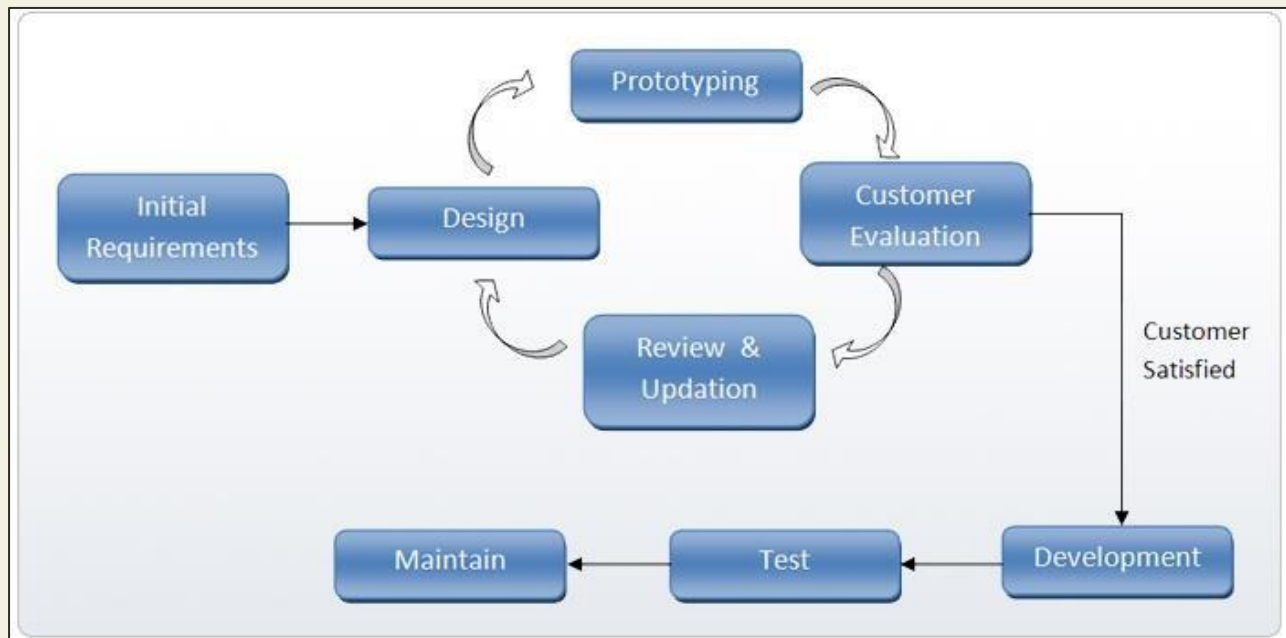 Prototyping
Initial
Requirements
Design
Customer
Evaluation
Review & 
Updation
Customer
Satisfied
Maintain
Test
Development